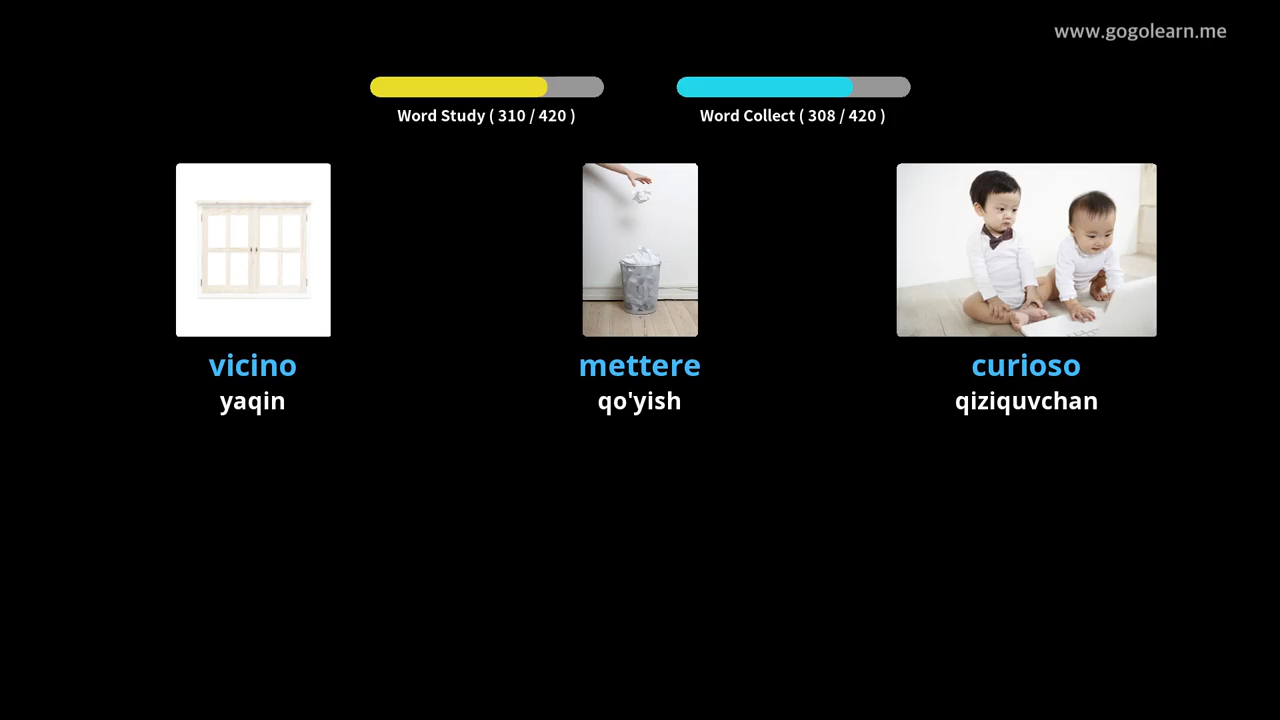 www.gogolearn.me
Word Study ( 310 / 420 )
Word Collect ( 308 / 420 )
vicino
yaqin
mettere
qo'yish
curioso
qiziquvchan